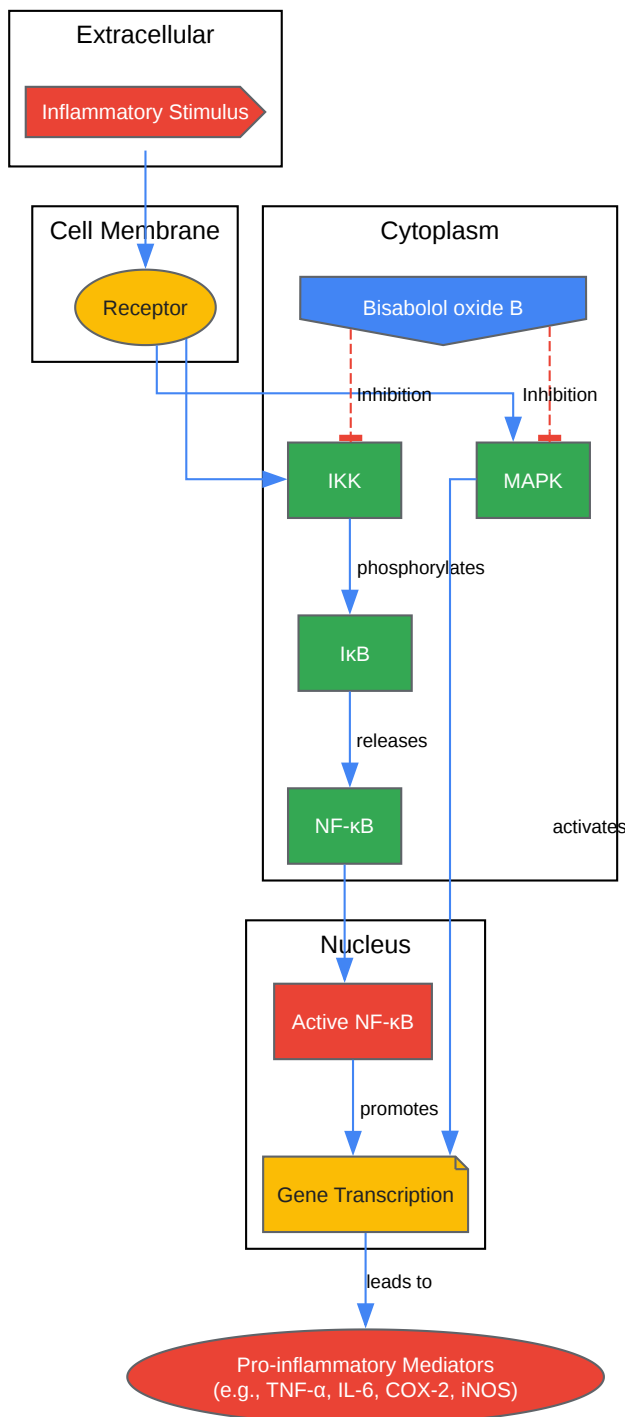 Extracellular
Inflammatory Stimulus
Cell Membrane
Cytoplasm
Receptor
Bisabolol oxide B
Inhibition
Inhibition
IKK
MAPK
phosphorylates
IκB
releases
NF-κB
activates
Nucleus
Active NF-κB
promotes
Gene Transcription
leads to
Pro-inflammatory Mediators
(e.g., TNF-α, IL-6, COX-2, iNOS)